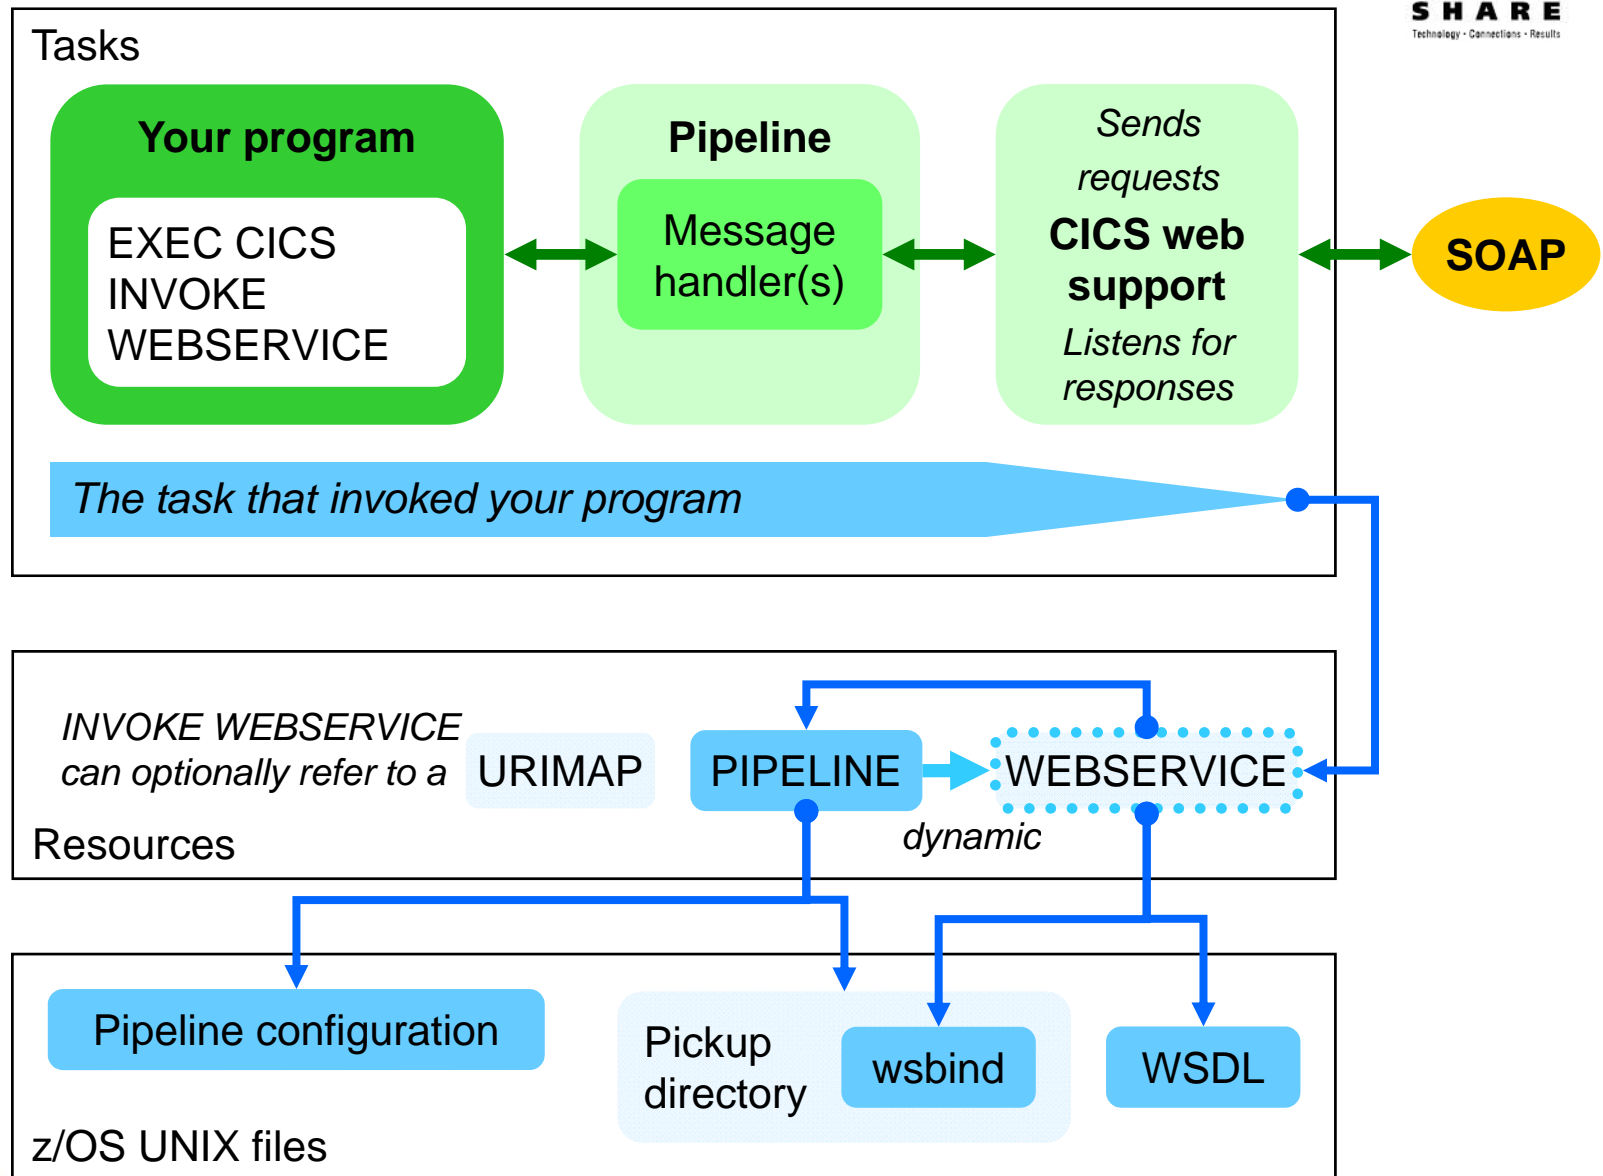 SHARE
Technology • Connections • Results
Tasks
Your program
EXEC CICS
INVOKE
WEBSERVICE
Pipeline
Message
handler(s)
Sends
requests
CICS web
support
Listens for
responses
SOAP
The task that invoked your program
INVOKE WEBSERVICE
can optionally refer to a
URIMAP
PIPELINE
WEBSERVICE
dynamic
Resources
Pipeline configuration
Pickup
directory
wsbind
WSDL
z/OS UNIX files